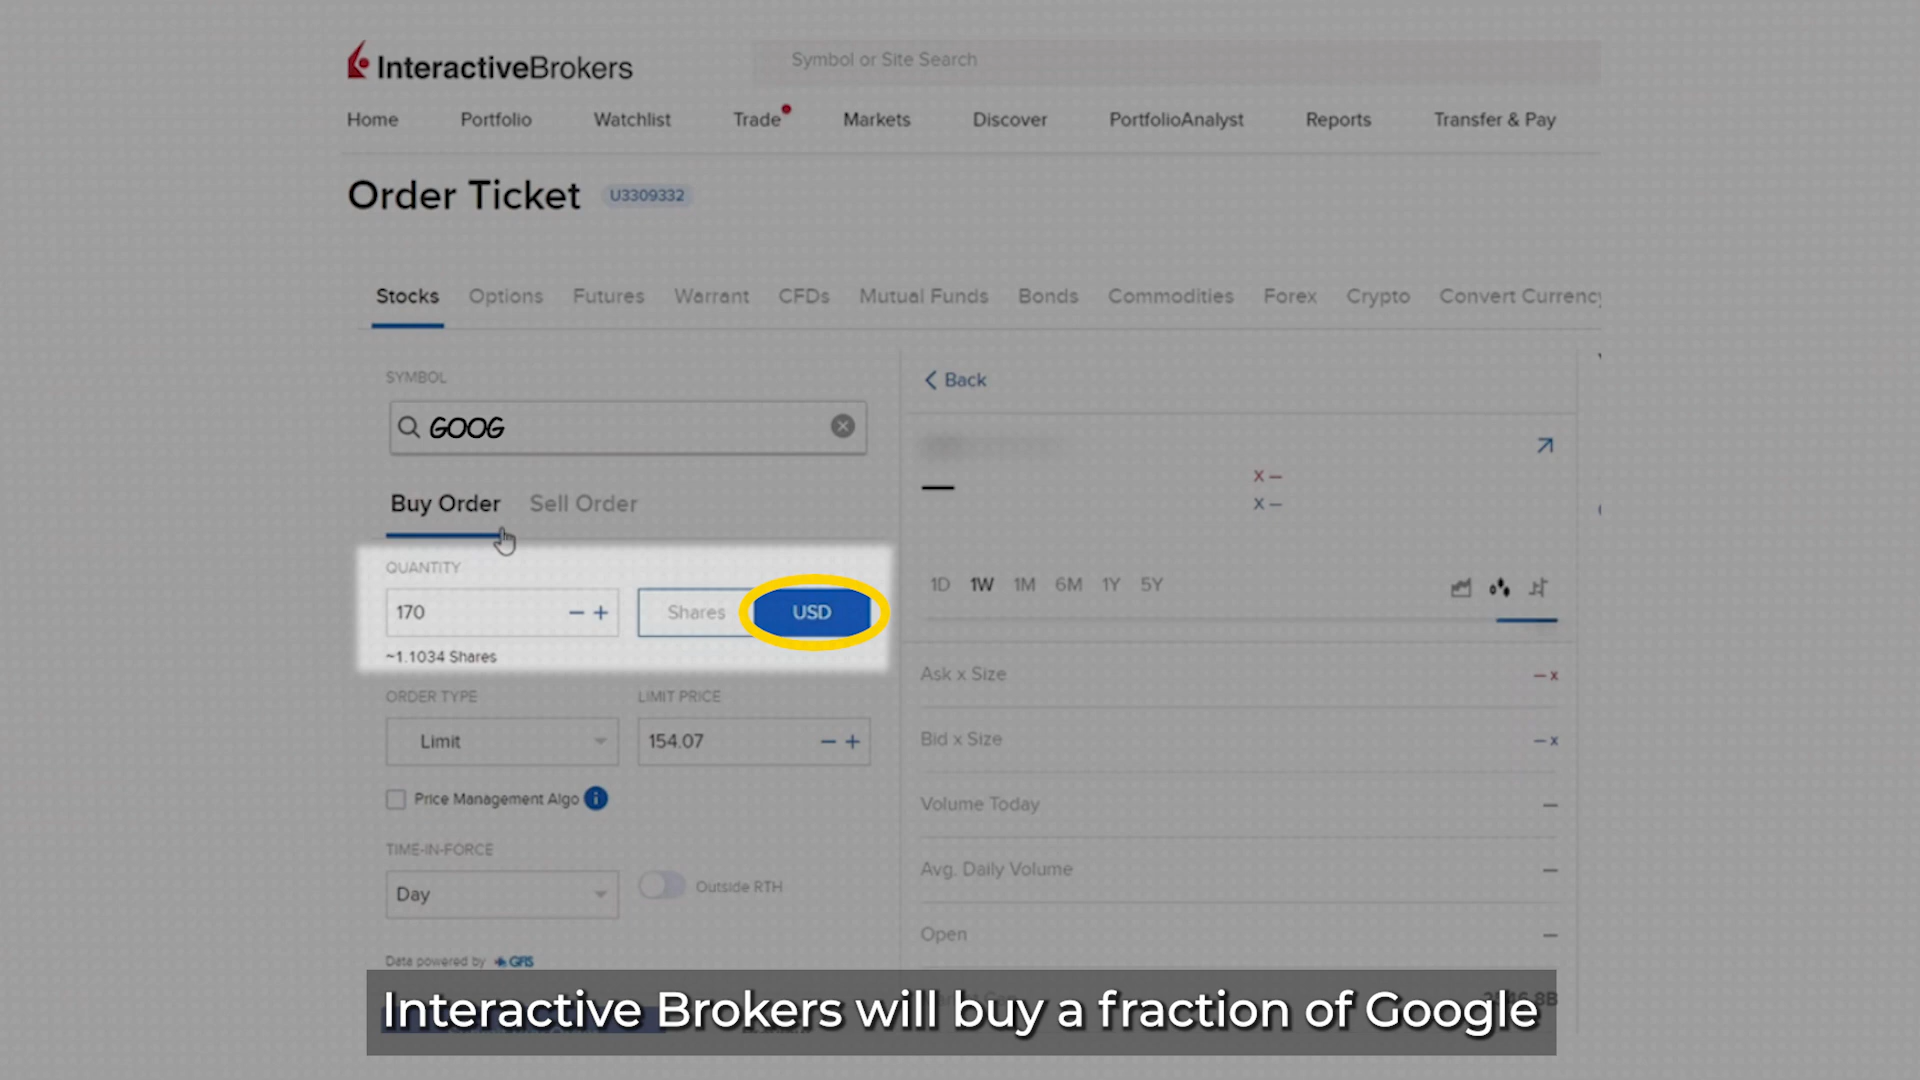 InteractiveBrokers
Symbol or Site Search
Home Portfolio Watchlist Trade Markets Discover PortfolioAnalyst Reports Transfer & Pay
Order Ticket U3309332
Stocks Options Futures Warrant CFDs Mutual Funds Bonds Commodities Forex Crypto Convert Currency
SYMBOL
GOOG
Back
X —
X —
Buy Order Sell Order
QUANTITY
170 − + Shares USD
~1.1034 Shares
ORDER TYPE LIMIT PRICE
Limit 154.07 − +
Price Management Algo i
TIME-IN-FORCE
Day Outside RTH
Data powered by GFIS
1D 1W 1M 6M 1Y 5Y
Ask x Size — x
Bid x Size — x
Volume Today —
Avg. Daily Volume —
Open —
Interactive Brokers will buy a fraction of Google